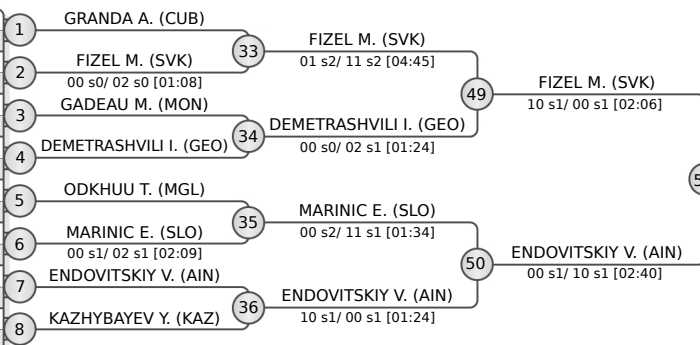 1
GRANDA A. (CUB)
2
FIZEL M. (SVK)
00 s0/ 02 s0 [01:08]
33
FIZEL M. (SVK)
01 s2/ 11 s2 [04:45]
3
GADEAU M. (MON)
4
DEMETRASHVILI I. (GEO)
34
DEMETRASHVILI I. (GEO)
00 s0/ 02 s1 [01:24]
49
FIZEL M. (SVK)
10 s1/ 00 s1 [02:06]
5
ODKHUU T. (MGL)
6
MARINIC E. (SLO)
00 s1/ 02 s1 [02:09]
35
MARINIC E. (SLO)
00 s2/ 11 s1 [01:34]
7
ENDOVITSKIY V. (AIN)
8
KAZHYBAYEV Y. (KAZ)
36
ENDOVITSKIY V. (AIN)
10 s1/ 00 s1 [01:24]
50
ENDOVITSKIY V. (AIN)
00 s1/ 10 s1 [02:40]